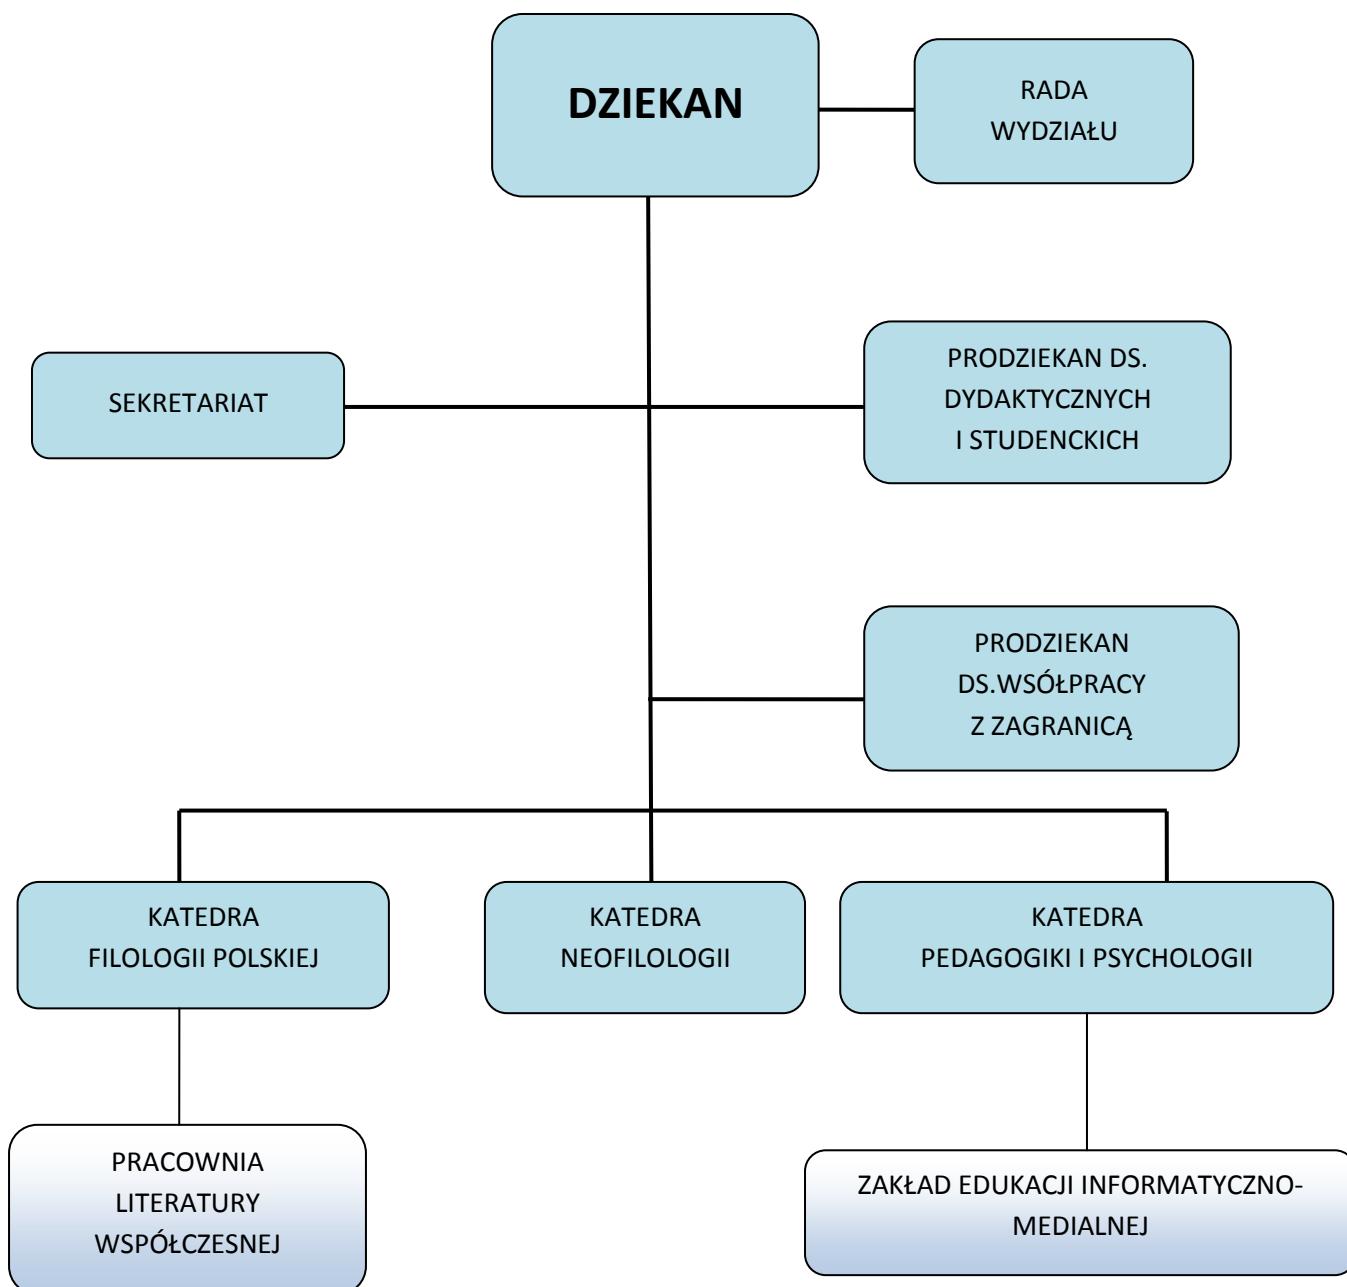 DZIEKAN
RADA
WYDZIAŁU
SEKRETARIAT
PRODZIEKAN DS.
DYDAKTYCZNYCH
I STUDENCKICH
PRODZIEKAN
DS.WSÓŁPRACY
Z ZAGRANICĄ
KATEDRA
FILOLOGII POLSKIEJ
KATEDRA
NEOFILOLOGII
KATEDRA
PEDAGOGIKI I PSYCHOLOGII
PRACOWNIA
LITERATURY
WSPÓŁCZESNEJ
ZAKŁAD EDUKACJI INFORMATYCZNO-
MEDIALNEJ